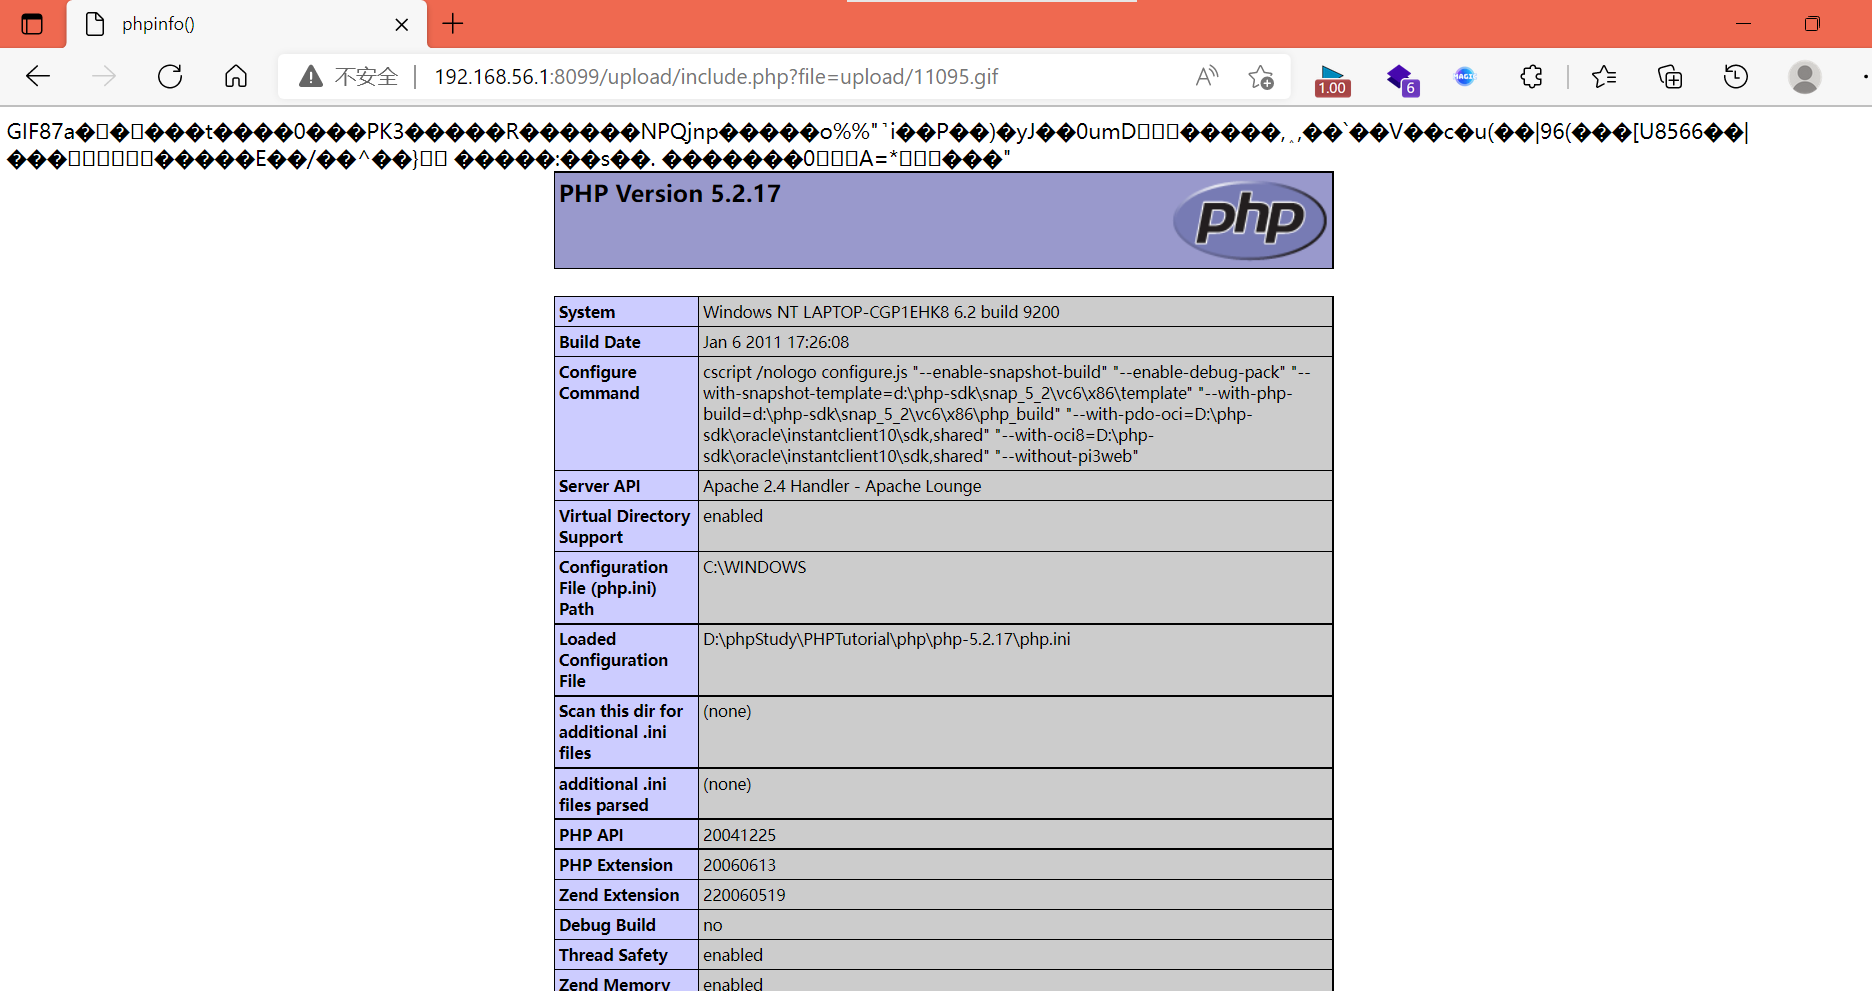 phpinfo()
不安全 | 192.168.56.1:8099/upload/include.php?file=upload/11095.gif
1.00
6
MAGIC
GIF87a�▯�▯���t����0���PK3�����R������NPQjnp�����o%%"i��P��)�yJ��0umD▯▯▯�����,,��`��V��c�u(��|96(���[U8566��|
���▯▯▯▯▯▯�����E��/��^��}▯▯ �����:��s��. �������0▯▯▯A=*▯▯▯���"
PHP Version 5.2.17
php
System Windows NT LAPTOP-CGP1EHK8 6.2 build 9200
Build Date Jan 6 2011 17:26:08
Configure Command
cscript /nologo configure.js "--enable-snapshot-build" "--enable-debug-pack" "--
with-snapshot-template=d:\php-sdk\snap_5_2\vc6\x86\template" "--with-php-
build=d:\php-sdk\snap_5_2\vc6\x86\php_build" "--with-pdo-oci=D:\php-
sdk\oracle\instantclient10\sdk,shared" "--with-oci8=D:\php-
sdk\oracle\instantclient10\sdk,shared" "--without-pi3web"
Server API Apache 2.4 Handler - Apache Lounge
Virtual Directory enabled
Support
Configuration C:\WINDOWS
File (php.ini)
Path
Loaded D:\phpStudy\PHPTutorial\php\php-5.2.17\php.ini
Configuration
File
Scan this dir for (none)
additional .ini
files
additional .ini (none)
files parsed
PHP API 20041225
PHP Extension 20060613
Zend Extension 220060519
Debug Build no
Thread Safety enabled
Zend Memory enabled